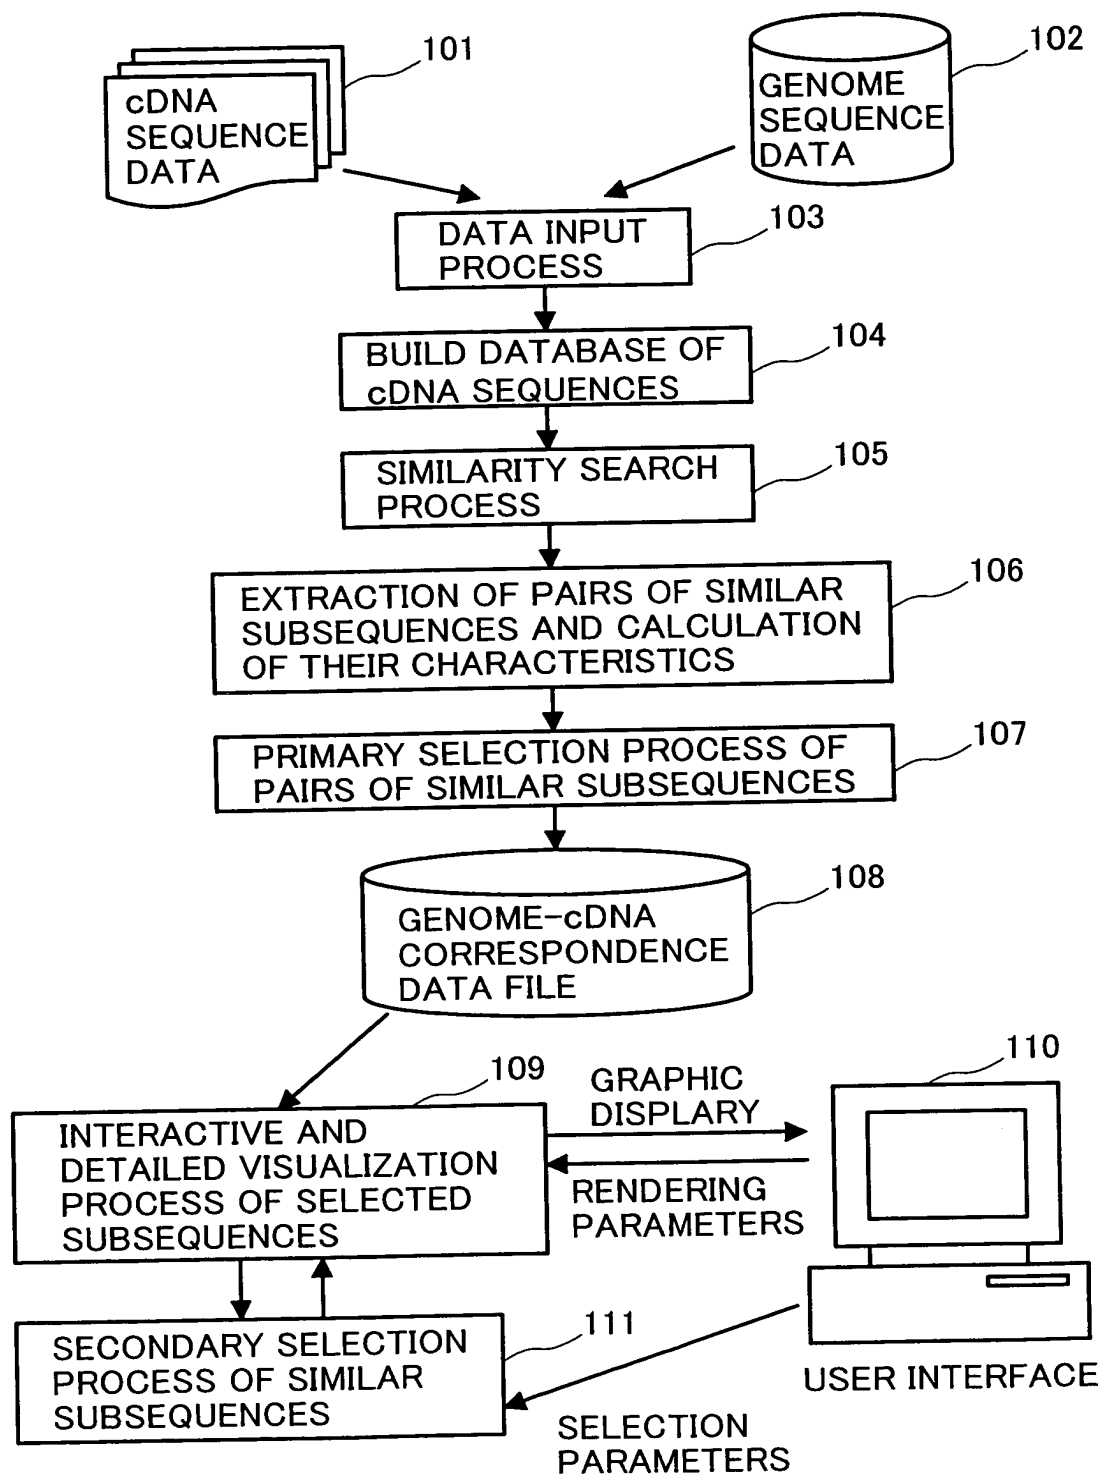 101
cDNA
SEQUENCE
DATA
102
GENOME
SEQUENCE
DATA
103
DATA INPUT
PROCESS
104
BUILD DATABASE OF
cDNA SEQUENCES
105
SIMILARITY SEARCH
PROCESS
106
EXTRACTION OF PAIRS OF SIMILAR
SUBSEQUENCES AND CALCULATION
OF THEIR CHARACTERISTICS
107
PRIMARY SELECTION PROCESS OF
PAIRS OF SIMILAR SUBSEQUENCES
108
GENOME-cDNA
CORRESPONDENCE
DATA FILE
109
INTERACTIVE AND
DETAILED VISUALIZATION
PROCESS OF SELECTED
SUBSEQUENCES
GRAPHIC
DISPLARY
RENDERING
PARAMETERS
110
USER INTERFACE
111
SECONDARY SELECTION
PROCESS OF SIMILAR
SUBSEQUENCES
SELECTION
PARAMETERS